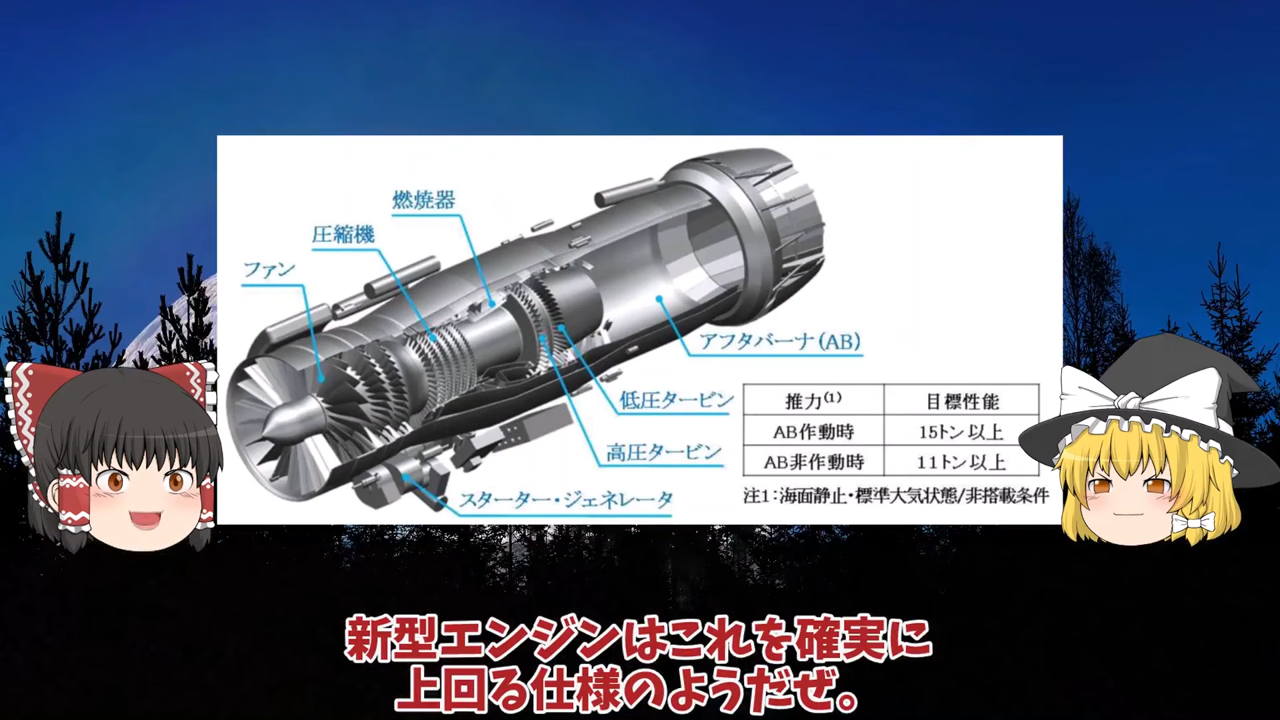 燃焼器
圧縮機
ファン
アフタバーナ(AB)
低圧タービン
高圧タービン
スターター・ジェネレータ
推力(1) 目標性能
AB作動時 15トン以上
AB非作動時 11トン以上
注1:海面静止・標準大気状態/非搭載条件
新型エンジンはこれを確実に
上回る仕様のようだぜ。